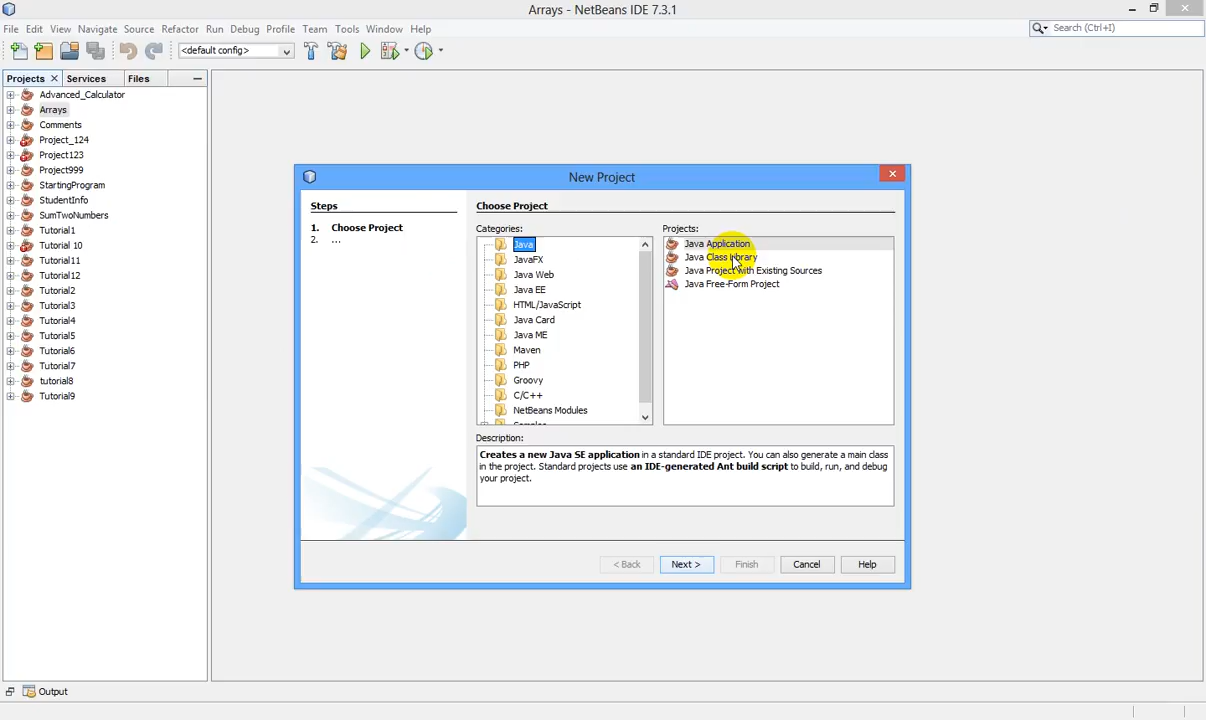 Arrays - NetBeans IDE 7.3.1
File Edit View Navigate Source Refactor Run Debug Profile Team Tools Window Help
Search (Ctrl+I)
<default config>
Projects Services Files
Advanced_Calculator
Arrays
Comments
Project_124
Project123
Project999
StartingProgram
StudentInfo
SumTwoNumbers
Tutorial1
Tutorial 10
Tutorial11
Tutorial12
Tutorial2
Tutorial3
Tutorial4
Tutorial5
Tutorial6
Tutorial7
tutorial8
Tutorial9
Output
New Project
Steps
1. Choose Project
2. ...
Choose Project
Categories:
Java
JavaFX
Java Web
Java EE
HTML/JavaScript
Java Card
Java ME
Maven
PHP
Groovy
C/C++
NetBeans Modules
Samples
Projects:
Java Application
Java Class Library
Java Project with Existing Sources
Java Free-Form Project
Description:
Creates a new Java SE application in a standard IDE project. You can also generate a main class
in the project. Standard projects use an IDE-generated Ant build script to build, run, and debug
your project.
< Back Next > Finish Cancel Help